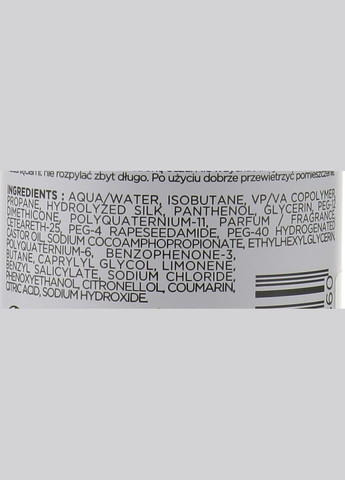 nie rozpylać zbyt długo. Po użyciu dobrze przewietrzyć pomieszczenie
INGREDIENTS : AQUA/WATER, ISOBUTANE, VP/VA COPOLYMER,
PROPANE, HYDROLYZED SILK, PANTHENOL, GLYCERIN, PEG-12
DIMETHICONE, POLYQUATERNIUM-11, PARFUM / FRAGRANCE,
CETEARETH-25, PEG-4 RAPESEEDAMIDE, PEG-40 HYDROGENATED
CASTOR OIL, SODIUM COCOAMPHOPROPIONATE, ETHYLHEXYLGLYCERIN,
POLYQUATERNIUM-6, BENZOPHENONE-3,
BUTANE, CAPRYLYL GLYCOL, LIMONENE,
BENZYL SALICYLATE, SODIUM CHLORIDE,
PHENOXYETHANOL, CITRONELLOL, COUMARIN,
CITRIC ACID, SODIUM HYDROXIDE.
60